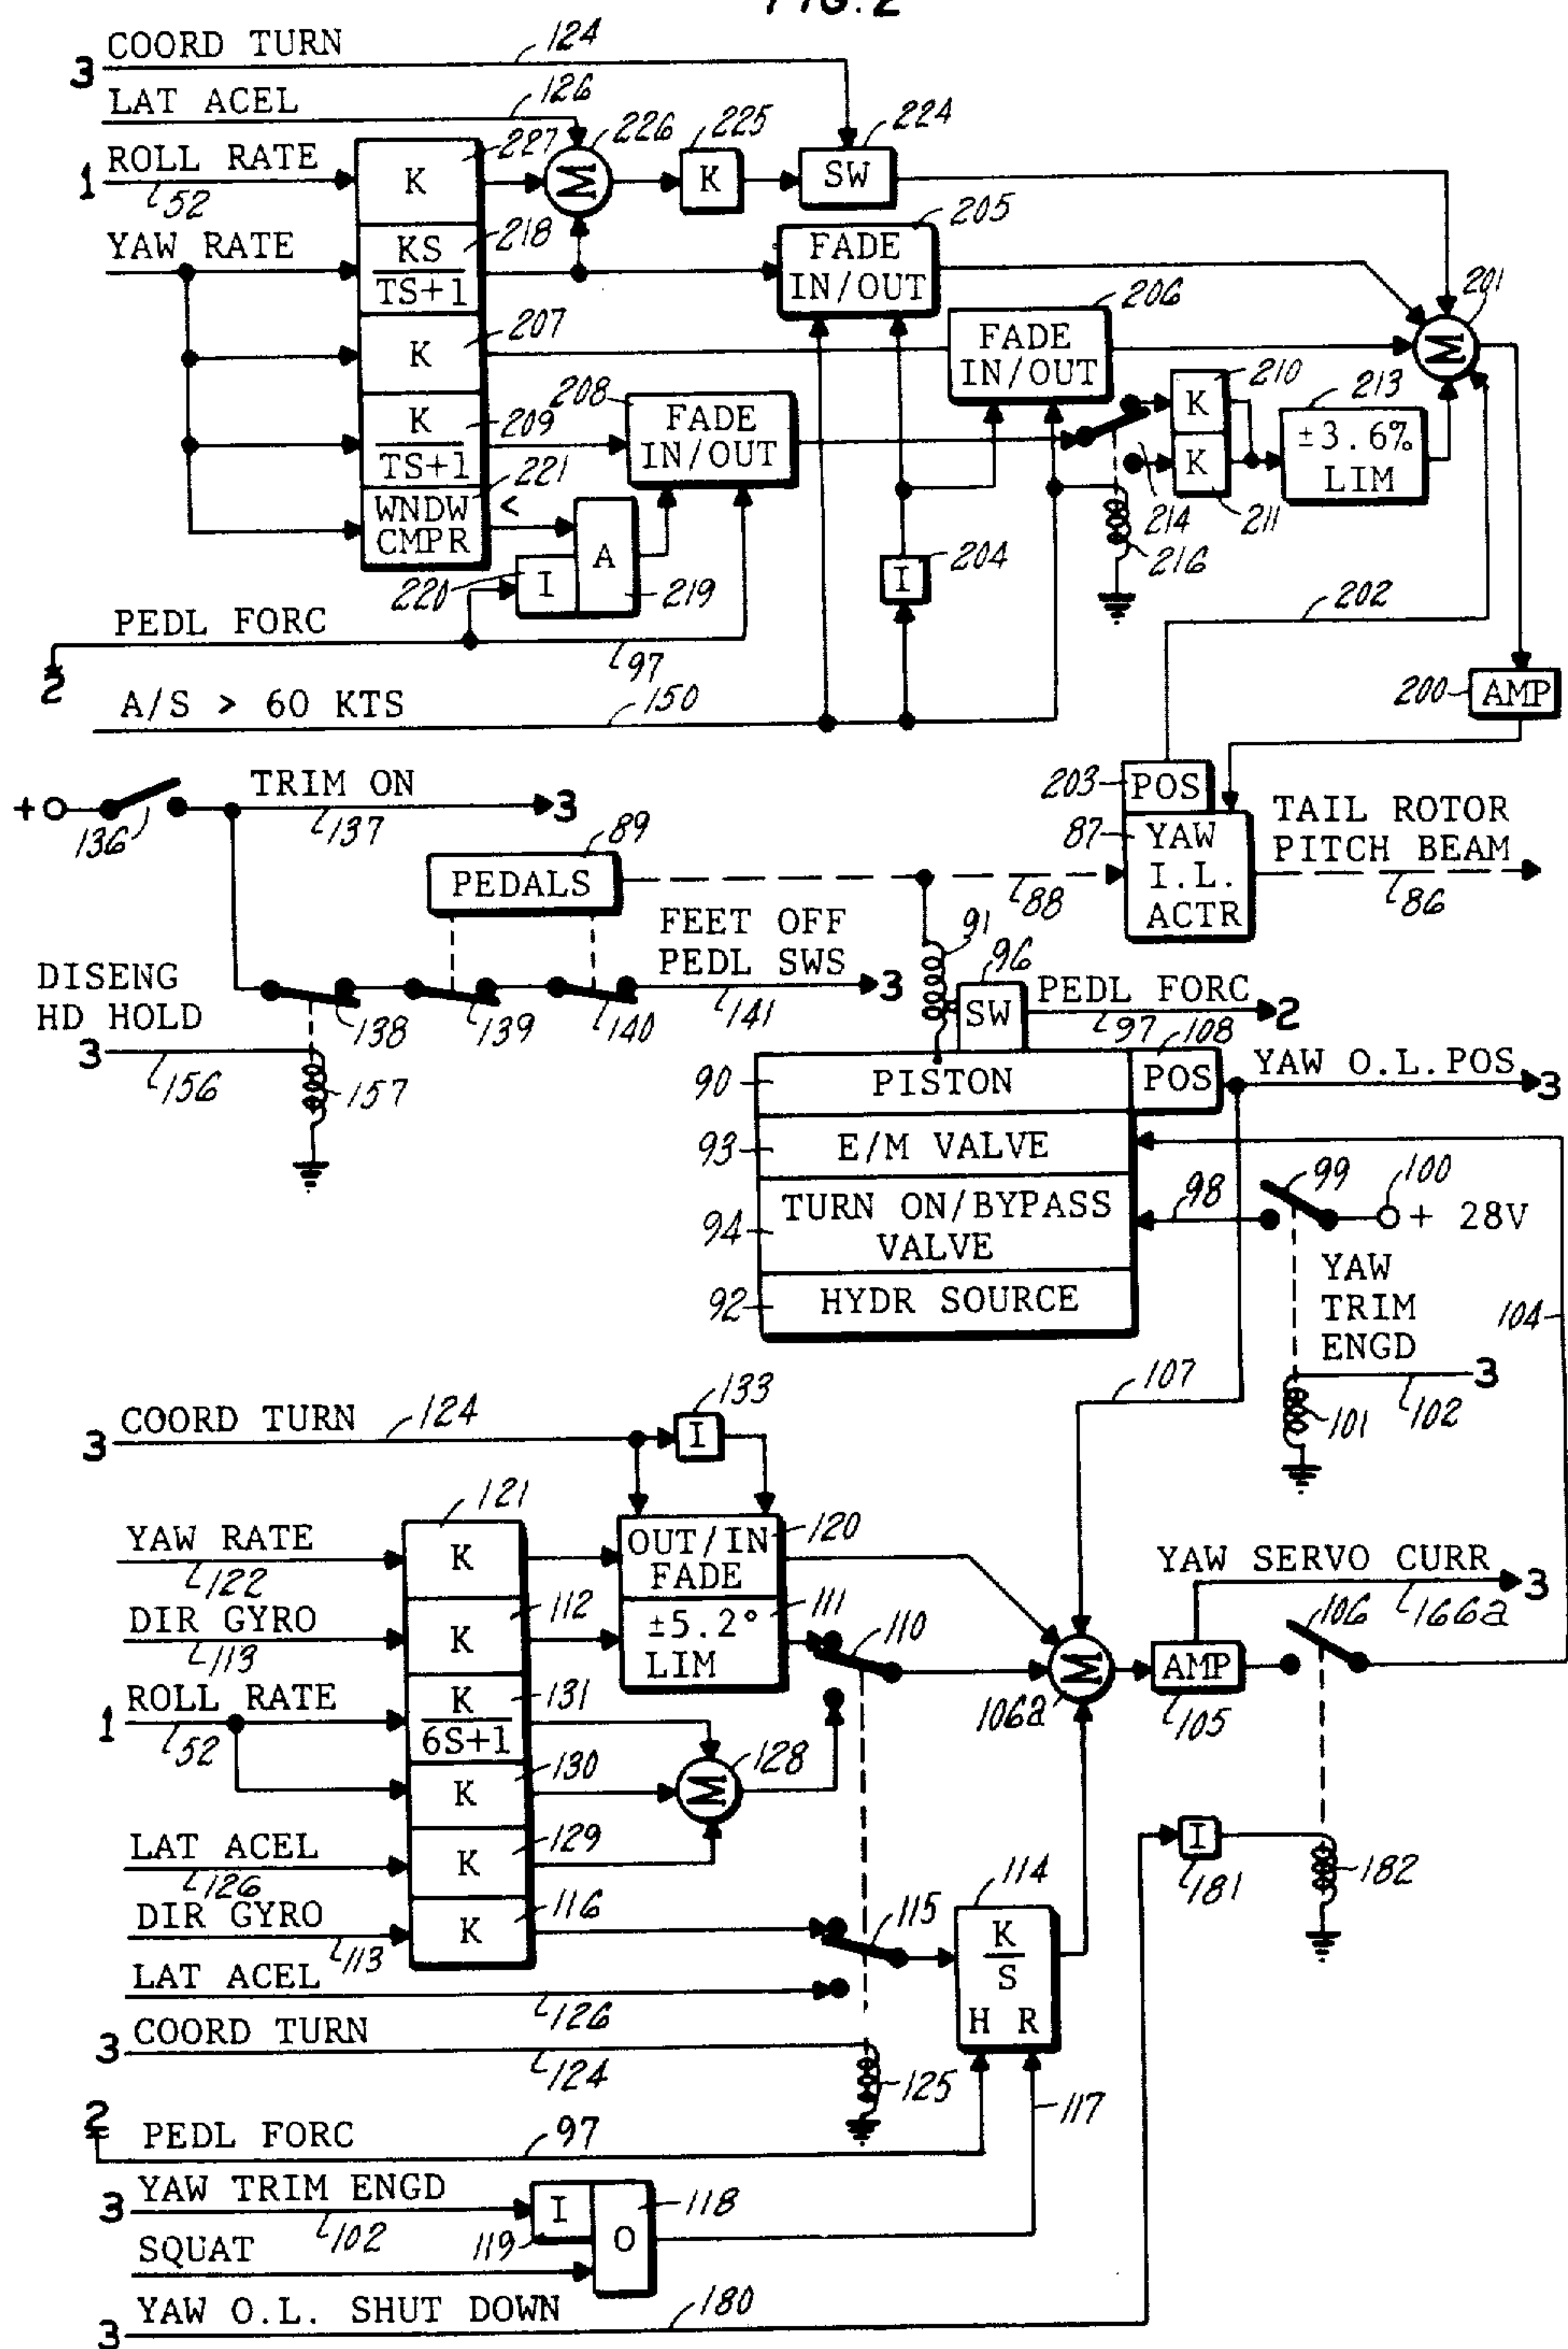 FIG. 2
COORD TURN 124
3
LAT ACEL 126
1 ROLL RATE
52
227
K
226
Σ
225
K
224
SW
YAW RATE
218
KS
TS+1
205
FADE
IN/OUT
207
K
206
FADE
IN/OUT
201
Σ
208
FADE
IN/OUT
K
TS+1
209
210
K
K
211
213
±3.6%
LIM
214
216
221
WNDW
CMPR
<
A
219
220
I
I
204
202
PEDL FORC
97
2
A/S > 60 KTS 150
200
AMP
+
136
TRIM ON
137
3
203
POS
87
YAW
I.L.
ACTR
TAIL ROTOR
PITCH BEAM
86
89
PEDALS
88
FEET OFF
PEDL SWS
141
3
91
96
SW
PEDL FORC
97
2
DISENG
HD HOLD
3
156
138
139
140
157
90
PISTON
108
POS
YAW O.L.POS
3
93
E/M VALVE
94
TURN ON/BYPASS
VALVE
98
99
100
+ 28V
92
HYDR SOURCE
YAW
TRIM
ENGD
3
101
102
104
107
133
I
3 COORD TURN 124
121
YAW RATE
122
K
OUT/IN
FADE
120
YAW SERVO CURR
3
166a
DIR GYRO
113
112
K
±5.2°
LIM
111
110
106
Σ
106a
AMP
105
1 ROLL RATE
52
K
6S+1
131
130
K
128
Σ
LAT ACEL
126
129
K
I
181
182
DIR GYRO
113
116
K
115
114
K
S
H R
LAT ACEL
126
3 COORD TURN
124
125
117
2
PEDL FORC 97
3 YAW TRIM ENGD
102
I
119
118
O
SQUAT
3 YAW O.L. SHUT DOWN 180